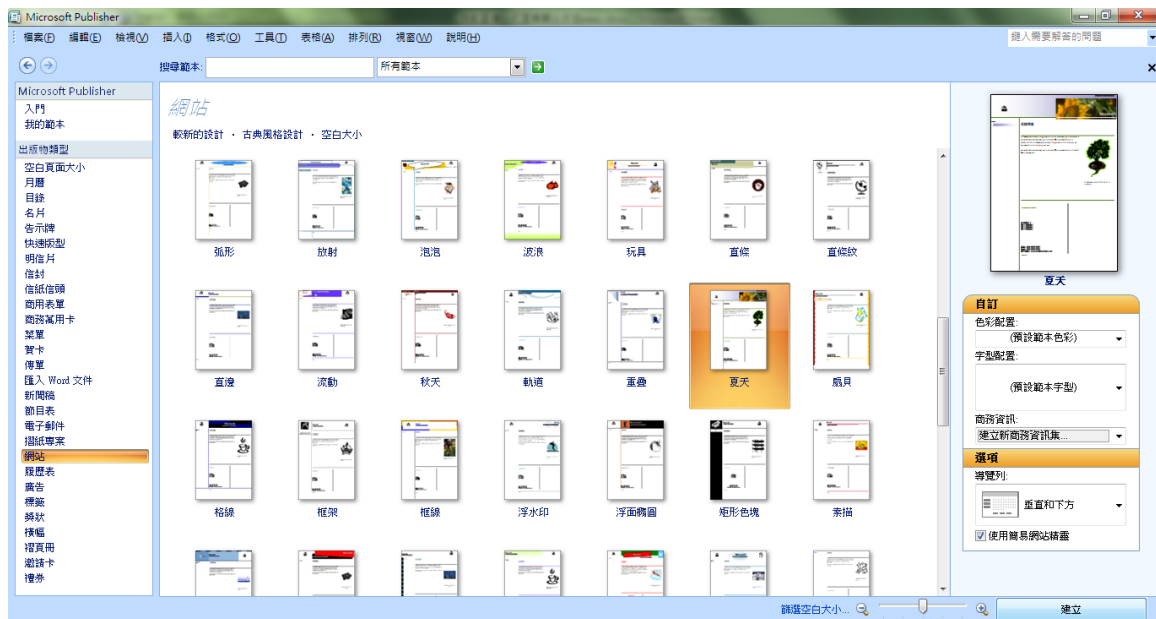 Microsoft Publisher
檔案(F) 編輯(E) 檢視(V) 插入(I) 格式(O) 工具(T) 表格(A) 排列(R) 視窗(W) 說明(H) 鍵入需要解答的問題
搜尋範本: 所有範本
Microsoft Publisher
入門
我的範本
出版物類型
空白頁面大小
月曆
目錄
名片
告示牌
快速版型
明信片
信封
信紙信頭
商用表單
商務萬用卡
菜單
賀卡
傳單
匯入 Word 文件
新聞稿
節目表
電子郵件
摺紙專案
網站
履歷表
廣告
標籤
獎狀
橫幅
摺頁冊
邀請卡
禮券
網站
較新的設計 · 古典風格設計 · 空白大小
弧形 放射 泡泡 波浪 玩具 直條 直條紋
直邊 流動 秋天 軌道 重疊 夏天 扇貝
格線 框架 框線 浮水印 浮面橢圓 矩形色塊 素描
夏天
自訂
色彩配置:
(預設範本色彩)
字型配置:
(預設範本字型)
商務資訊:
建立新商務資訊集...
選項
導覽列:
垂直和下方
使用簡易網站精靈
篩選空白大小... 建立